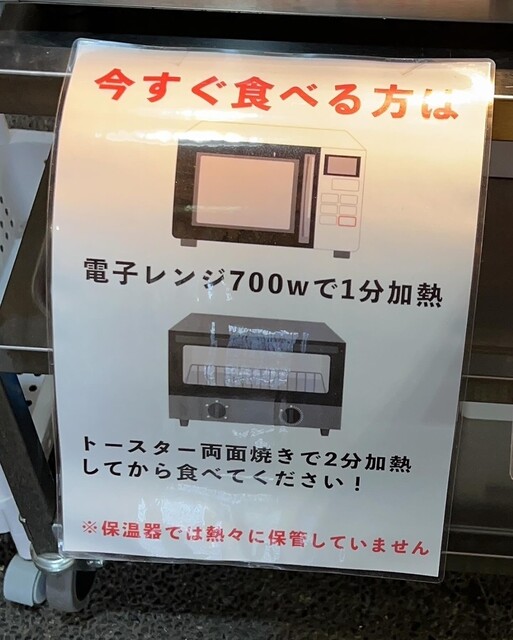 今すぐ食べる方は
電子レンジ700wで1分加熱
トースター両面焼きで2分加熱
してから食べてください！
※保温器では熱々に保管していません